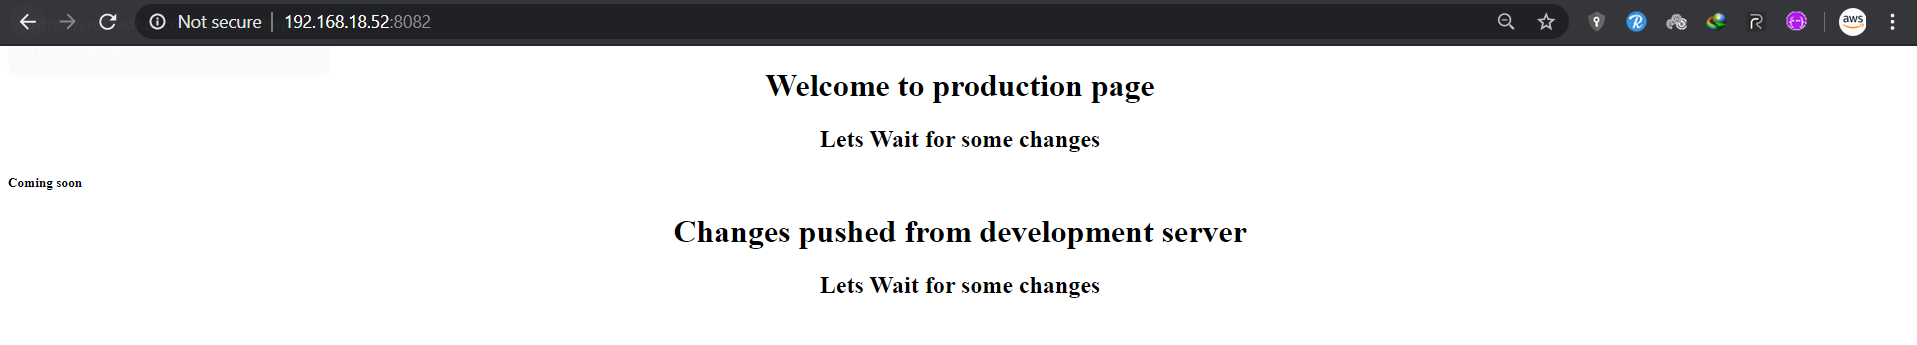 Not secure | 192.168.18.52:8082
aws
Welcome to production page
Lets Wait for some changes
Coming soon
Changes pushed from development server
Lets Wait for some changes